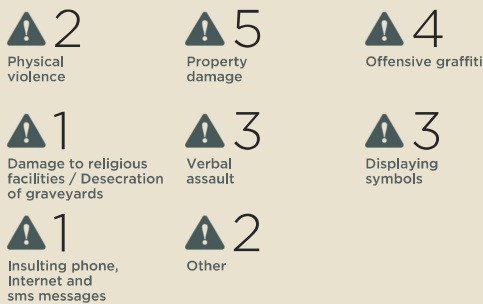 2
Physical
violence
5
Property
damage
4
Offensive graffiti
1
Damage to religious
facilities / Desecration
of graveyards
3
Verbal
assault
3
Displaying
symbols
1
Insulting phone,
Internet and
sms messages
2
Other